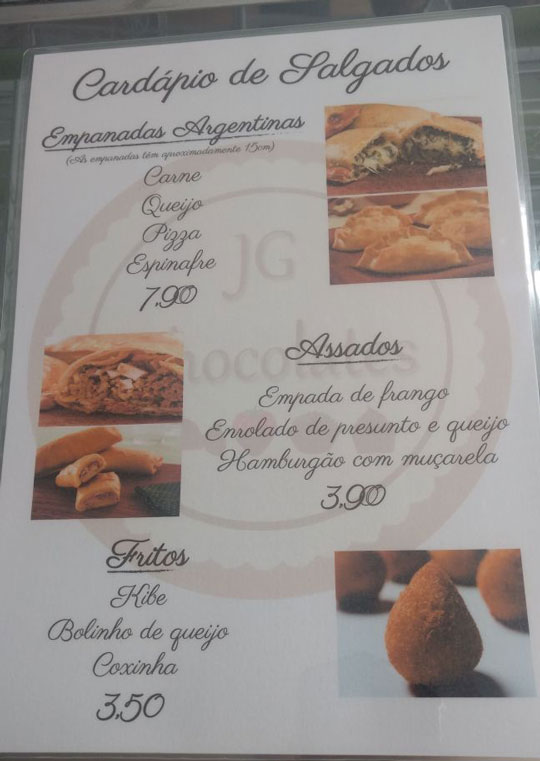 Cardápio de Salgados
Empanadas Argentinas
(As empanadas têm aproximadamente 15cm)
Carne
Queijo
Pizza
Espinafre
7,90
JG
chocolates
Assados
Empada de frango
Enrolado de presunto e queijo
Hamburgão com muçarela
3,90
Fritos
Kibe
Bolinho de queijo
Coxinha
3,50